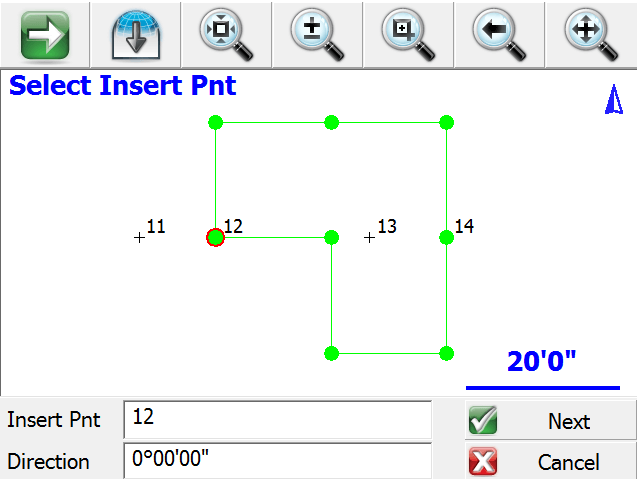 Select Insert Pnt
11 12 13 14
20'0"
Insert Pnt 12 Next
Direction 0°00'00" Cancel